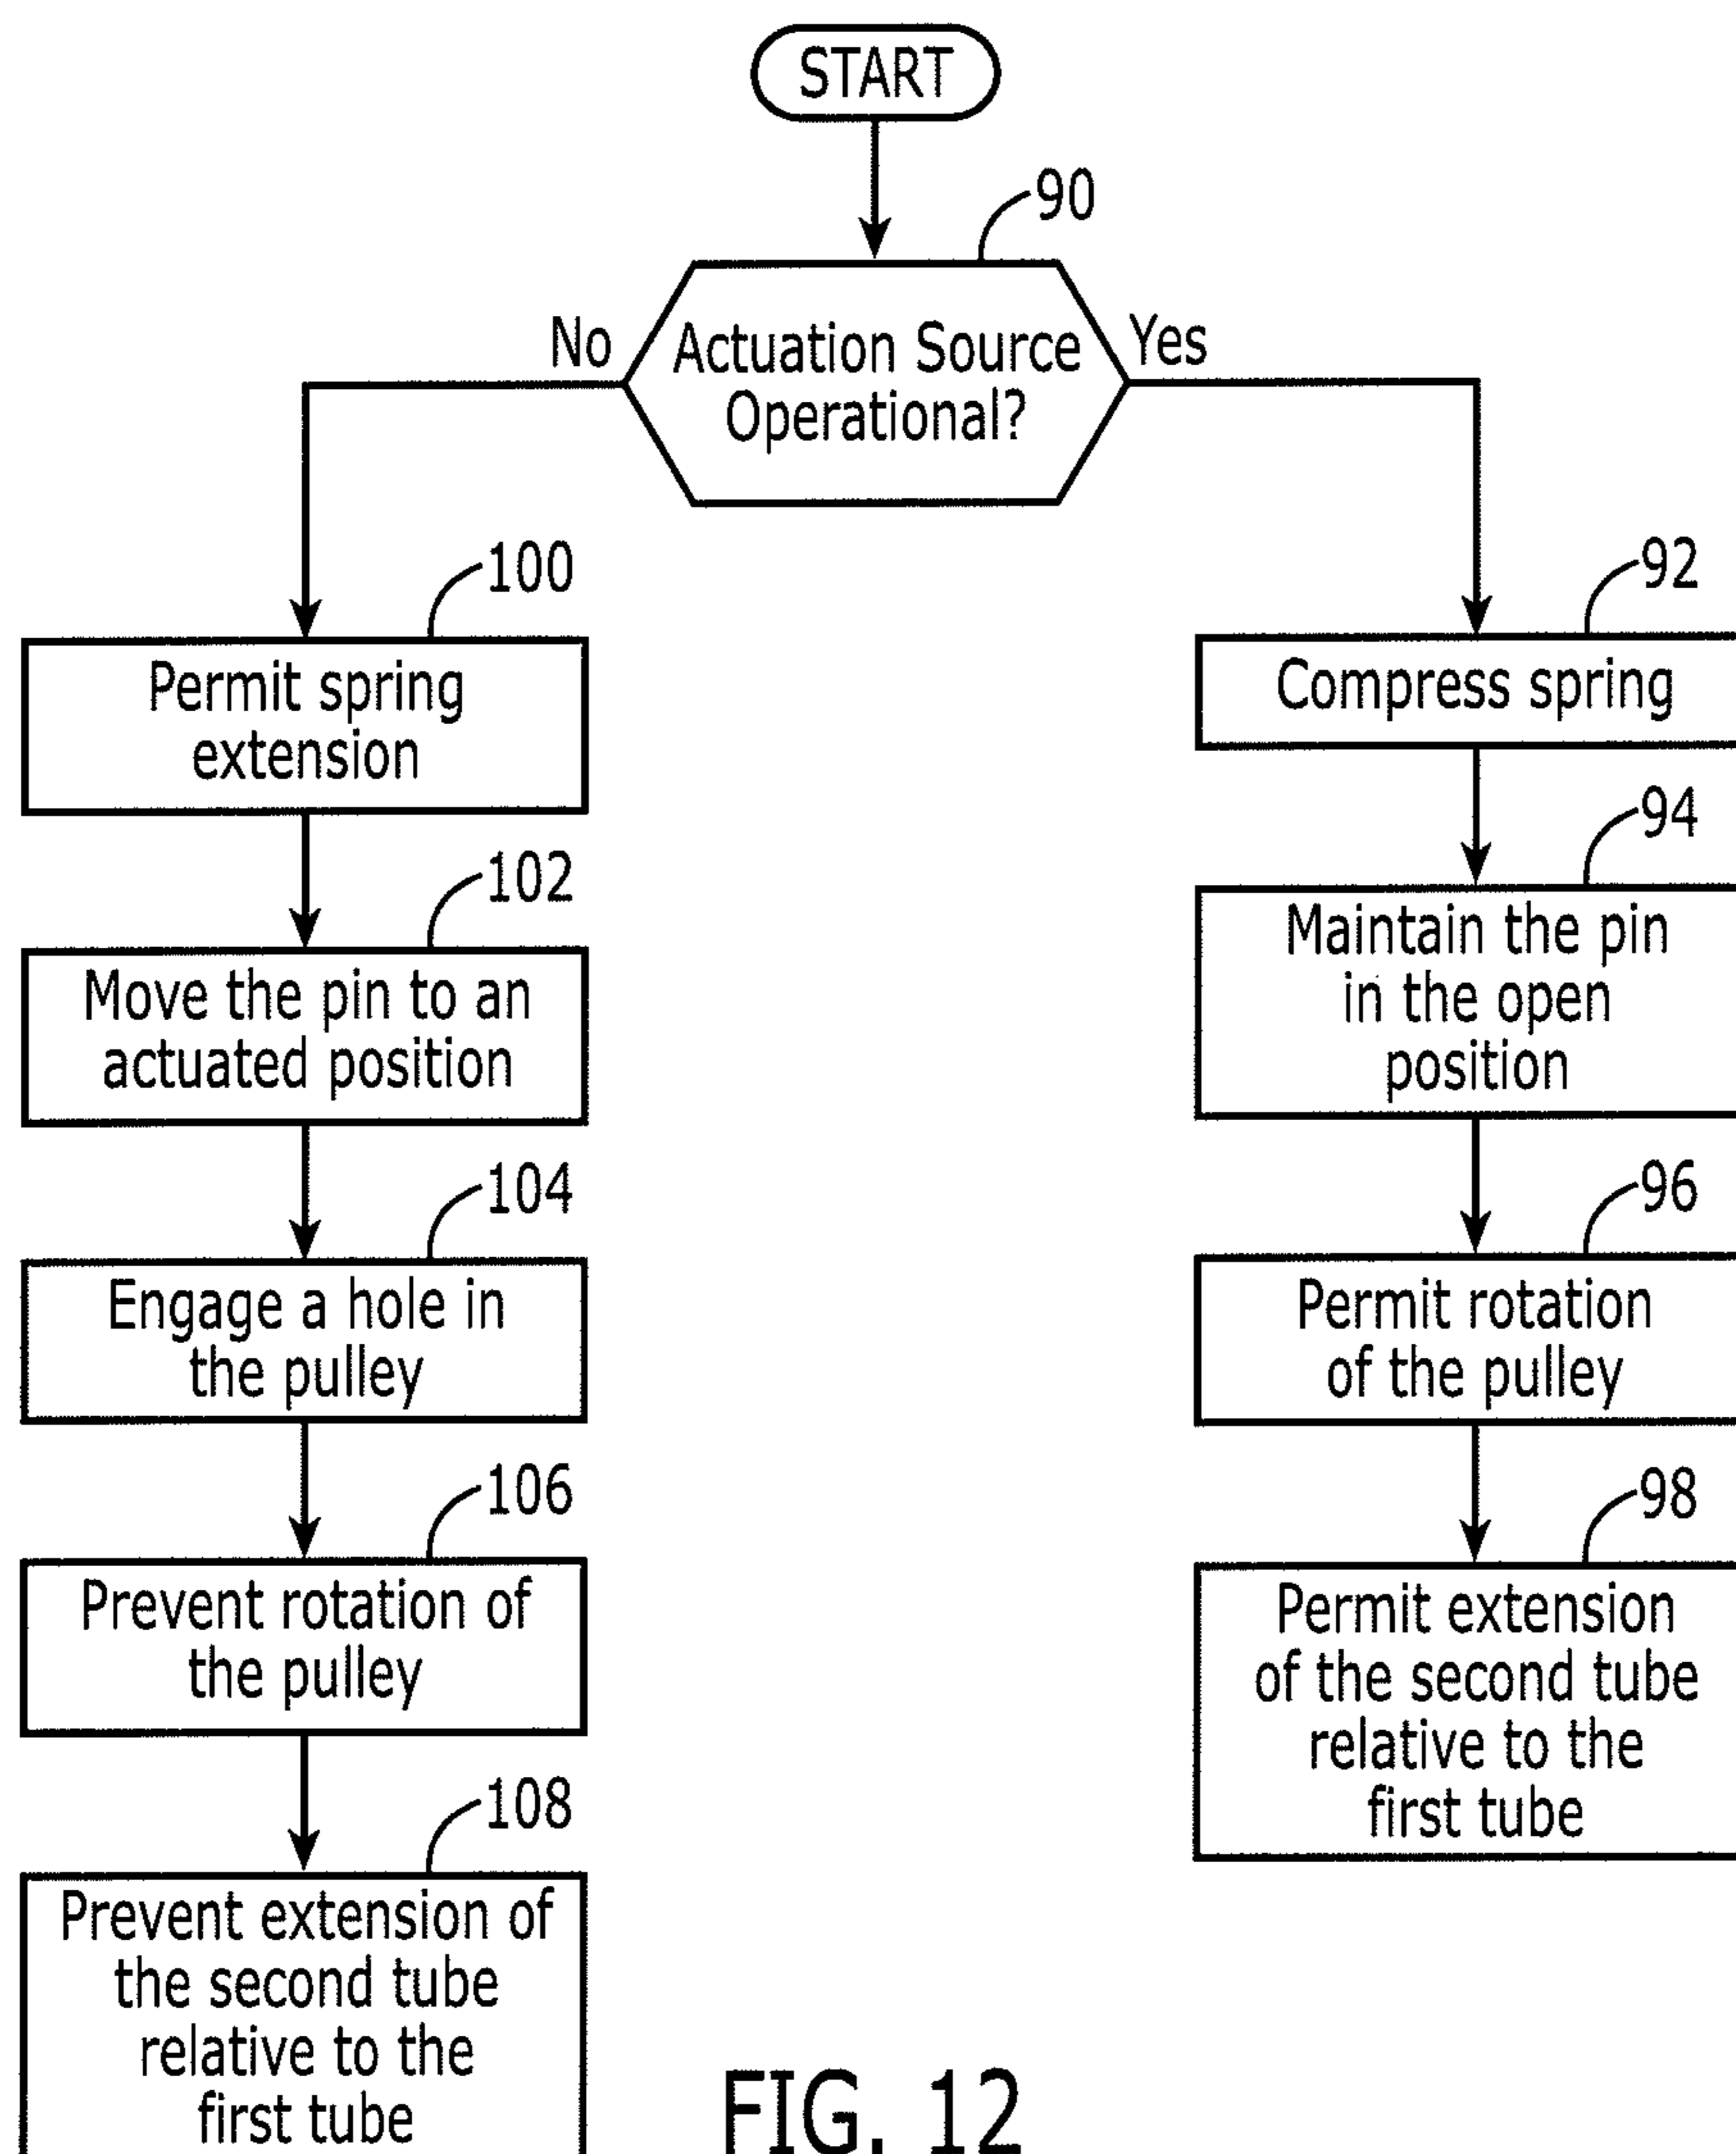 START
90
No
Actuation Source
Operational?
Yes
100
Permit spring
extension
102
Move the pin to an
actuated position
104
Engage a hole in
the pulley
106
Prevent rotation of
the pulley
108
Prevent extension of
the second tube
relative to the
first tube
92
Compress spring
94
Maintain the pin
in the open
position
96
Permit rotation
of the pulley
98
Permit extension
of the second tube
relative to the
first tube
FIG. 12